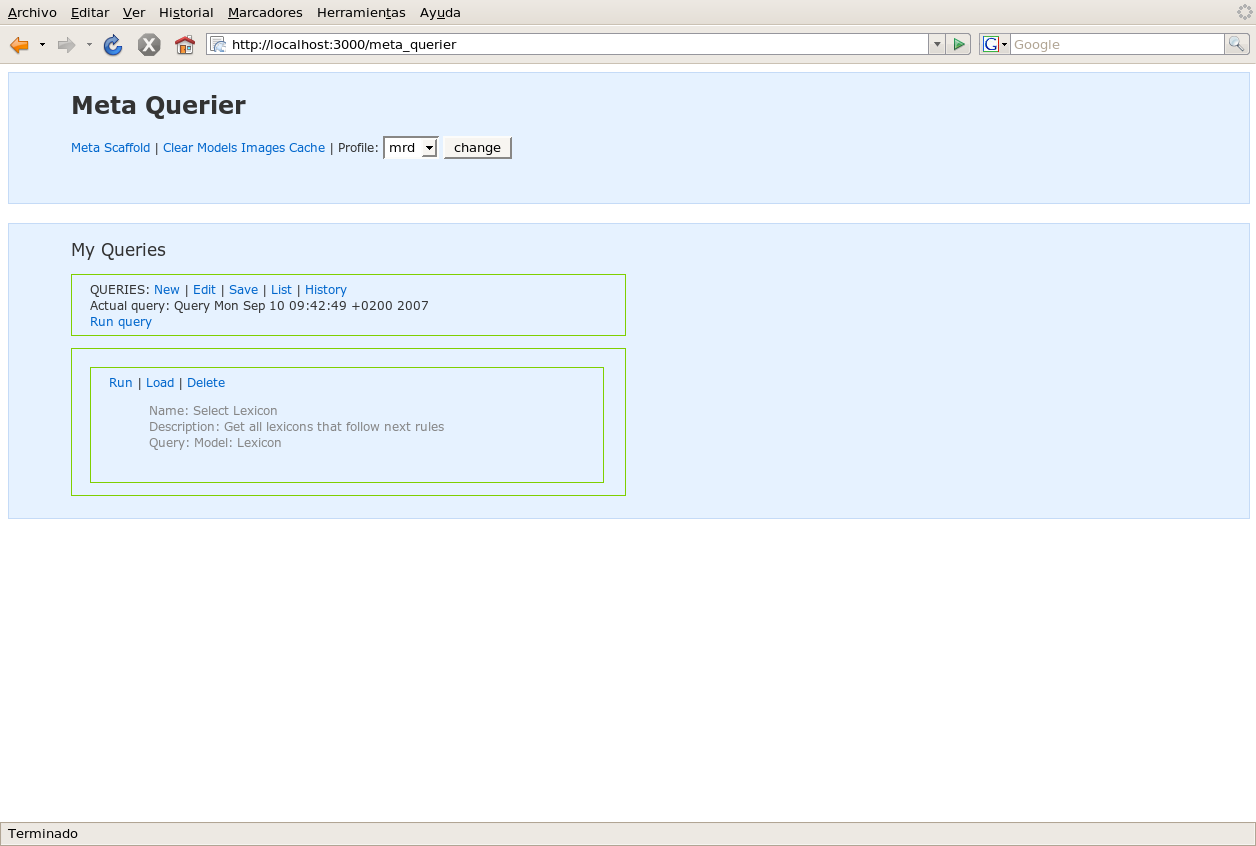 Archivo Editar Ver Historial Marcadores Herramientas Ayuda
http://localhost:3000/meta_querier G Google
Meta Querier
Meta Scaffold | Clear Models Images Cache | Profile: mrd change
My Queries
QUERIES: New | Edit | Save | List | History
Actual query: Query Mon Sep 10 09:42:49 +0200 2007
Run query
Run | Load | Delete
Name: Select Lexicon
Description: Get all lexicons that follow next rules
Query: Model: Lexicon
Terminado